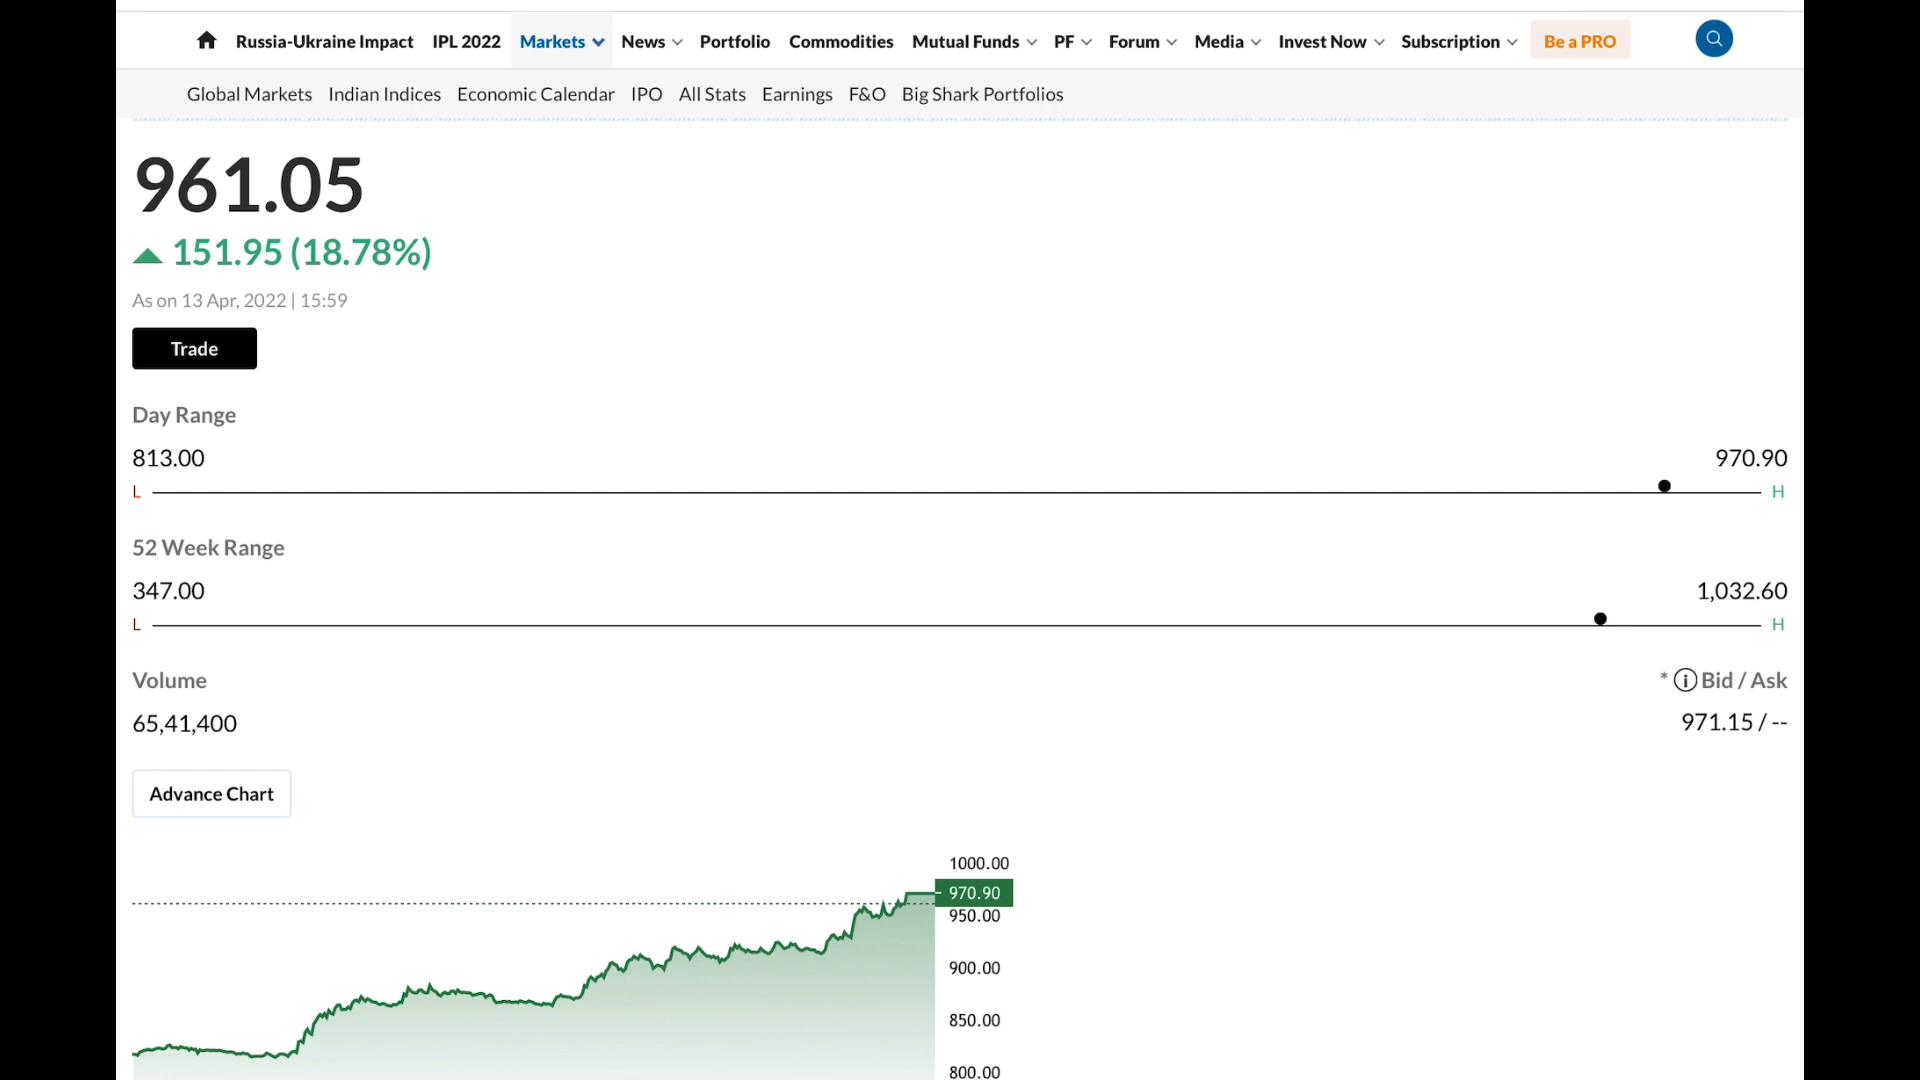 Russia-Ukraine Impact IPL 2022 Markets News Portfolio Commodities Mutual Funds PF Forum Media Invest Now Subscription Be a PRO
Global Markets Indian Indices Economic Calendar IPO All Stats Earnings F&O Big Shark Portfolios
961.05
151.95 (18.78%)
As on 13 Apr, 2022 | 15:59
Trade
Day Range
813.00 970.90
L H
52 Week Range
347.00 1,032.60
L H
Volume * i Bid / Ask
65,41,400 971.15 / --
Advance Chart
1000.00
970.90
950.00
900.00
850.00
800.00